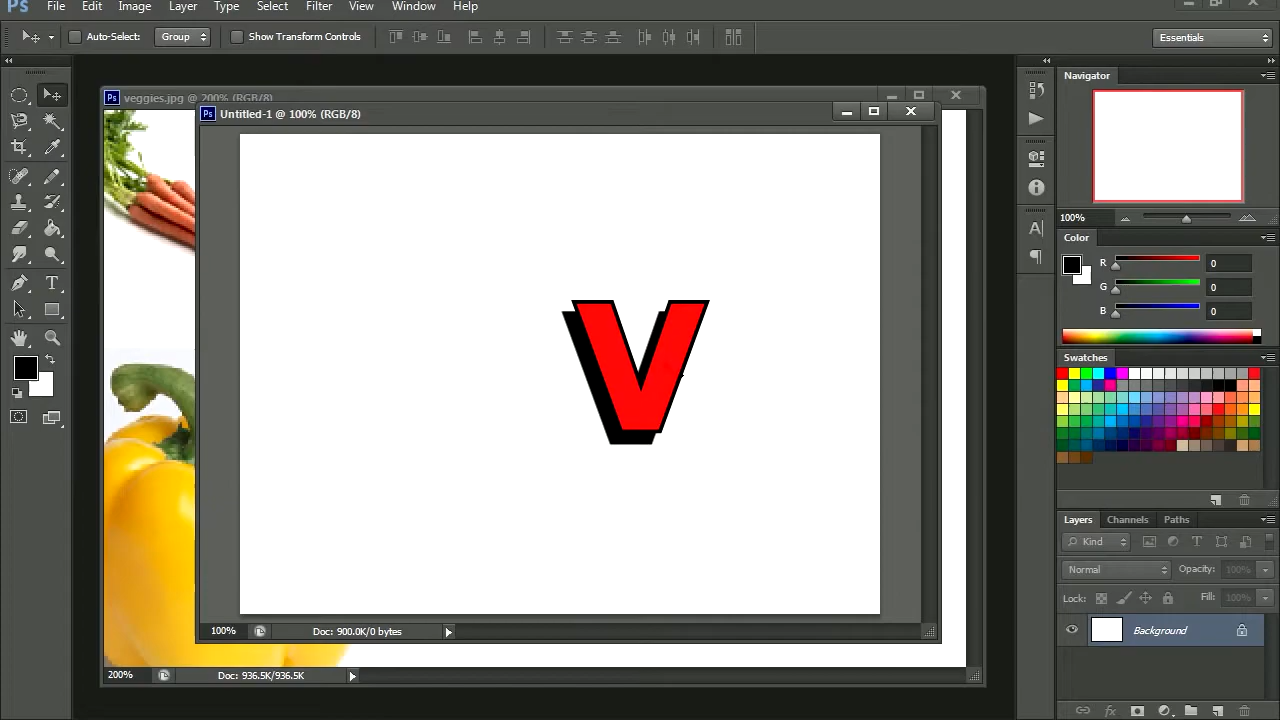 Ps File Edit Image Layer Type Select Filter View Window Help
Auto-Select: Group Show Transform Controls Essentials
Ps veggies.jpg @ 200% (RGB/8)
Ps Untitled-1 @ 100% (RGB/8)
V
100% Doc: 900.0K/0 bytes
200% Doc: 936.5K/936.5K
Navigator
100%
Color
R 0
G 0
B 0
Swatches
Layers Channels Paths
Kind
Normal Opacity: 100%
Lock: Fill: 100%
Background